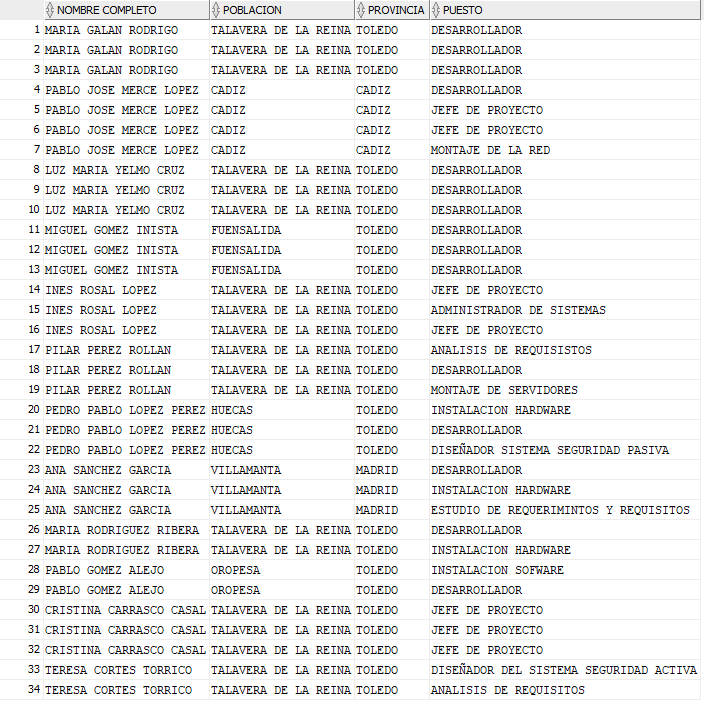 NOMBRE COMPLETO POBLACION PROVINCIA PUESTO
1 MARIA GALAN RODRIGO TALAVERA DE LA REINA TOLEDO DESARROLLADOR
2 MARIA GALAN RODRIGO TALAVERA DE LA REINA TOLEDO DESARROLLADOR
3 MARIA GALAN RODRIGO TALAVERA DE LA REINA TOLEDO DESARROLLADOR
4 PABLO JOSE MERCE LOPEZ CADIZ CADIZ DESARROLLADOR
5 PABLO JOSE MERCE LOPEZ CADIZ CADIZ JEFE DE PROYECTO
6 PABLO JOSE MERCE LOPEZ CADIZ CADIZ JEFE DE PROYECTO
7 PABLO JOSE MERCE LOPEZ CADIZ CADIZ MONTAJE DE LA RED
8 LUZ MARIA YELMO CRUZ TALAVERA DE LA REINA TOLEDO DESARROLLADOR
9 LUZ MARIA YELMO CRUZ TALAVERA DE LA REINA TOLEDO DESARROLLADOR
10 LUZ MARIA YELMO CRUZ TALAVERA DE LA REINA TOLEDO DESARROLLADOR
11 MIGUEL GOMEZ INISTA FUENSALIDA TOLEDO DESARROLLADOR
12 MIGUEL GOMEZ INISTA FUENSALIDA TOLEDO DESARROLLADOR
13 MIGUEL GOMEZ INISTA FUENSALIDA TOLEDO DESARROLLADOR
14 INES ROSAL LOPEZ TALAVERA DE LA REINA TOLEDO JEFE DE PROYECTO
15 INES ROSAL LOPEZ TALAVERA DE LA REINA TOLEDO ADMINISTRADOR DE SISTEMAS
16 INES ROSAL LOPEZ TALAVERA DE LA REINA TOLEDO JEFE DE PROYECTO
17 PILAR PEREZ ROLLAN TALAVERA DE LA REINA TOLEDO ANALISIS DE REQUISISTOS
18 PILAR PEREZ ROLLAN TALAVERA DE LA REINA TOLEDO DESARROLLADOR
19 PILAR PEREZ ROLLAN TALAVERA DE LA REINA TOLEDO MONTAJE DE SERVIDORES
20 PEDRO PABLO LOPEZ PEREZ HUECAS TOLEDO INSTALACION HARDWARE
21 PEDRO PABLO LOPEZ PEREZ HUECAS TOLEDO DESARROLLADOR
22 PEDRO PABLO LOPEZ PEREZ HUECAS TOLEDO DISEÑADOR SISTEMA SEGURIDAD PASIVA
23 ANA SANCHEZ GARCIA VILLAMANTA MADRID DESARROLLADOR
24 ANA SANCHEZ GARCIA VILLAMANTA MADRID INSTALACION HARDWARE
25 ANA SANCHEZ GARCIA VILLAMANTA MADRID ESTUDIO DE REQUERIMINTOS Y REQUISITOS
26 MARIA RODRIGUEZ RIBERA TALAVERA DE LA REINA TOLEDO DESARROLLADOR
27 MARIA RODRIGUEZ RIBERA TALAVERA DE LA REINA TOLEDO INSTALACION HARDWARE
28 PABLO GOMEZ ALEJO OROPESA TOLEDO INSTALACION SOFWARE
29 PABLO GOMEZ ALEJO OROPESA TOLEDO DESARROLLADOR
30 CRISTINA CARRASCO CASAL TALAVERA DE LA REINA TOLEDO JEFE DE PROYECTO
31 CRISTINA CARRASCO CASAL TALAVERA DE LA REINA TOLEDO JEFE DE PROYECTO
32 CRISTINA CARRASCO CASAL TALAVERA DE LA REINA TOLEDO JEFE DE PROYECTO
33 TERESA CORTES TORRICO TALAVERA DE LA REINA TOLEDO DISEÑADOR DEL SISTEMA SEGURIDAD ACTIVA
34 TERESA CORTES TORRICO TALAVERA DE LA REINA TOLEDO ANALISIS DE REQUISITOS